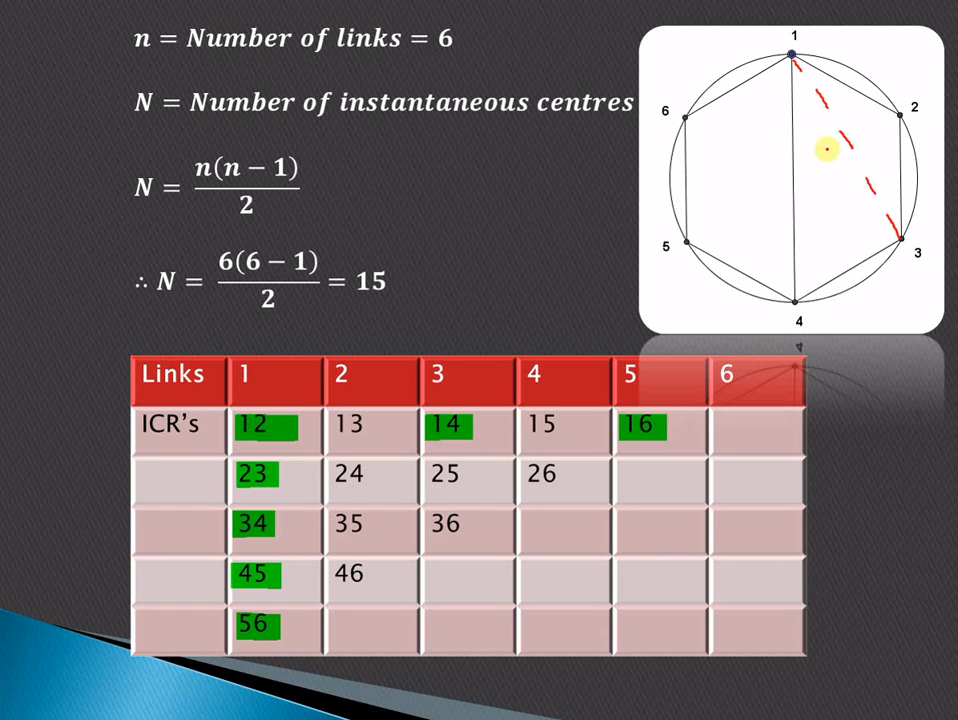 n = Number of links = 6
N = Number of instantaneous centres
N = n(n − 1)/2
∴ N = 6(6 − 1)/2 = 15
1
2
3
4
5
6
4
Links 1 2 3 4 5 6
ICR’s 12 13 14 15 16
23 24 25 26
34 35 36
45 46
56